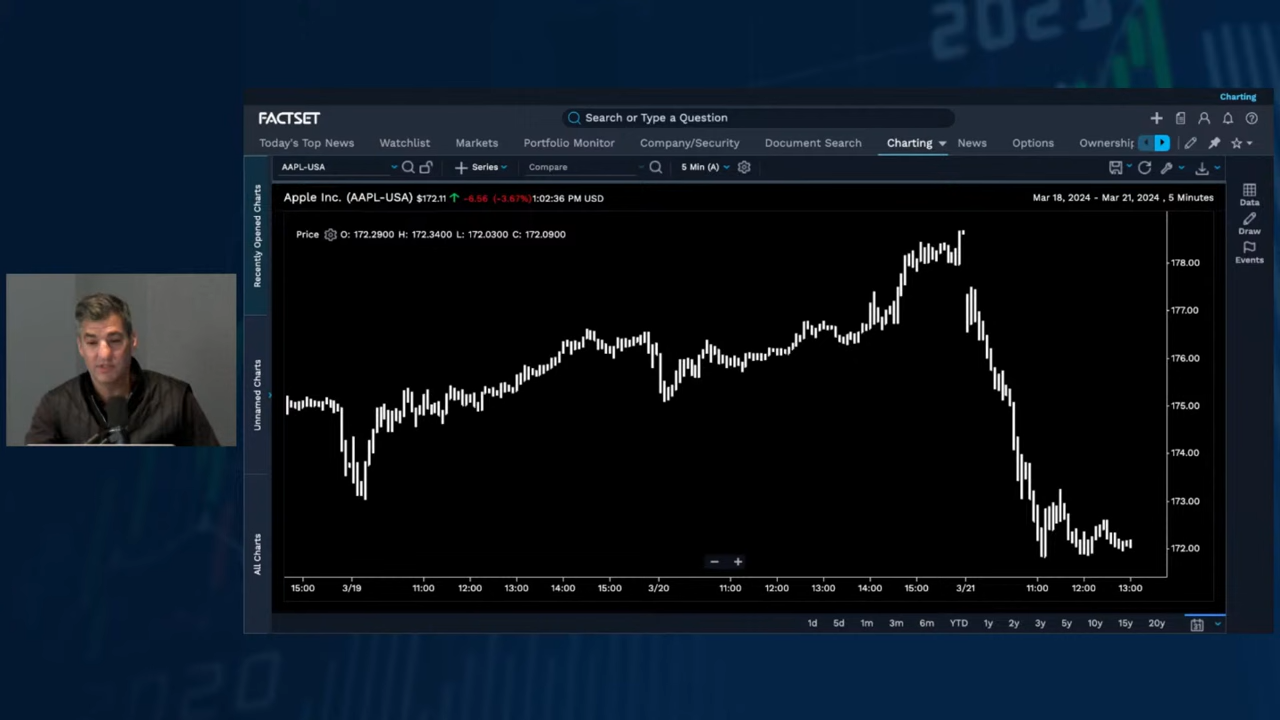 2021
Charting
FACTSET
Search or Type a Question
Today's Top News Watchlist Markets Portfolio Monitor Company/Security Document Search Charting News Options Ownership
AAPL-USA Series Compare 5 Min (A)
Apple Inc. (AAPL-USA) $172.11 -6.56 (-3.67%) 1:02:36 PM USD
Mar 18, 2024 - Mar 21, 2024 , 5 Minutes
Price O: 172.2900 H: 172.3400 L: 172.0300 C: 172.0900
Recently Opened Charts
Unnamed Charts
All Charts
Data
Draw
Events
178.00
177.00
176.00
175.00
174.00
173.00
172.00
15:00 3/19 11:00 12:00 13:00 14:00 15:00 3/20 11:00 12:00 13:00 14:00 15:00 3/21 11:00 12:00 13:00
1d 5d 1m 3m 6m YTD 1y 2y 3y 5y 10y 15y 20y
2020